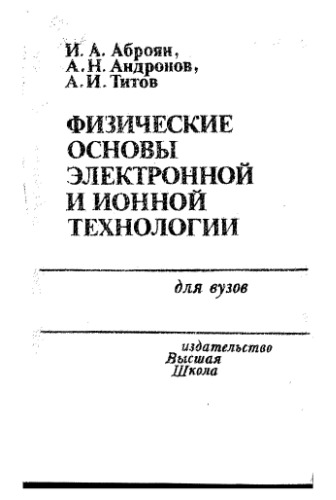 И. А. Аброян,
А. Н. Андронов,
А. И. Титов
ФИЗИЧЕСКИЕ
ОСНОВЫ
ЭЛЕКТРОННОЙ
И ИОННОЙ
ТЕХНОЛОГИИ
для вузов
издательство
Высшая
Школа